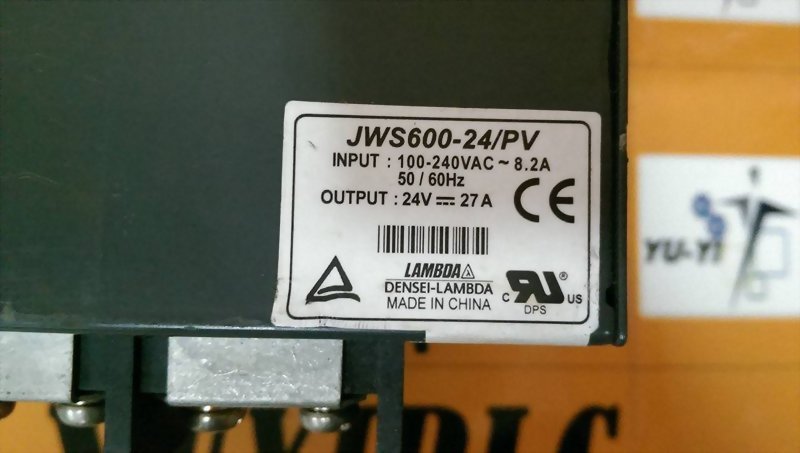 JWS600-24/PV
INPUT : 100-240VAC ~ 8.2A
50 / 60Hz
OUTPUT : 24V ⎓ 27A
CE
LAMBDA
DENSEI-LAMBDA
MADE IN CHINA
c RU ® US
DPS
YU-YI